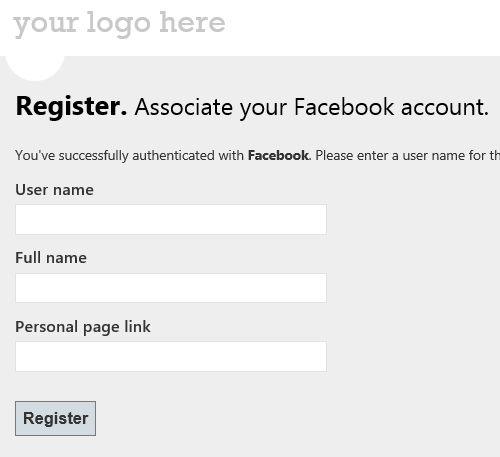 your logo here
Register. Associate your Facebook account.
You've successfully authenticated with Facebook. Please enter a user name for
User name
Full name
Personal page link
Register